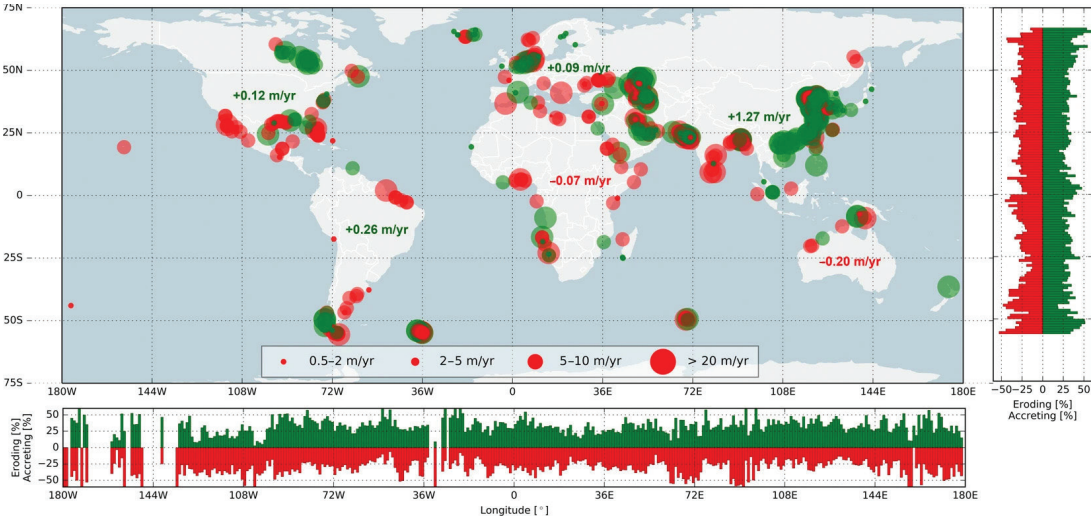 75N
50N
25N
0
25S
50S
75S
+0.12 m/yr
+0.09 m/yr
+1.27 m/yr
−0.07 m/yr
+0.26 m/yr
−0.20 m/yr
0.5–2 m/yr 2–5 m/yr 5–10 m/yr > 20 m/yr
180W 144W 108W 72W 36W 0 36E 72E 108E 144E 180E
−50 −25 0 25 50
Eroding [%]
Accreting [%]
Eroding [%]
Accreting [%]
50
25
0
−25
−50
180W 144W 108W 72W 36W 0 36E 72E 108E 144E 180E
Longitude [°]